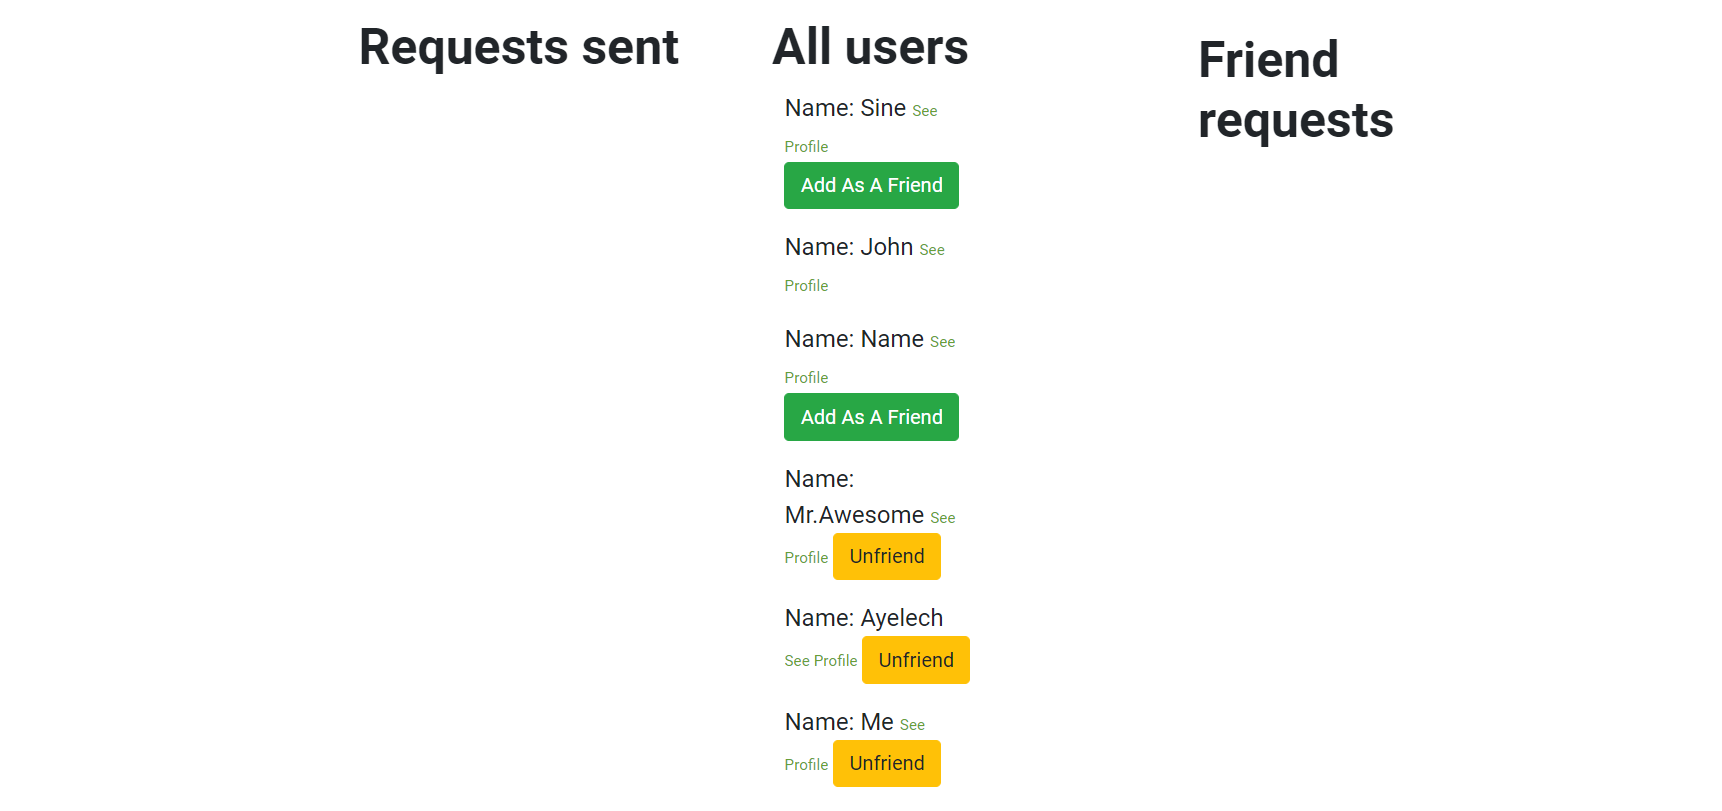 Requests sent
All users
Name: Sine See
Profile
Add As A Friend
Name: John See
Profile
Name: Name See
Profile
Add As A Friend
Name:
Mr.Awesome See
Profile Unfriend
Name: Ayelech
See Profile Unfriend
Name: Me See
Profile Unfriend
Friend
requests